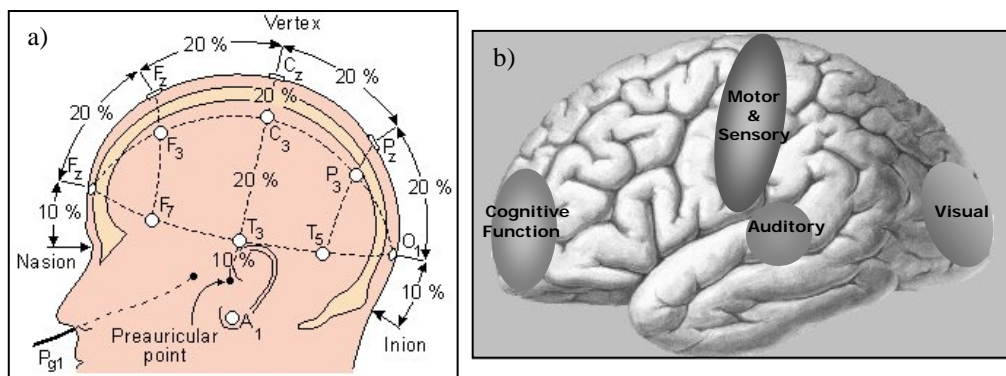 a)
Vertex
20 %
20 %
F
z
C
z
20 %
20 %
20 %
F
z
F
3
C
3
P
z
P
3
20 %
20 %
10 %
F
7
T
3
T
5
O
1
10 %
10 %
Nasion
A
1
Preauricular
point
Inion
P
g1
b)
Motor
&
Sensory
Cognitive
Function
Auditory
Visual